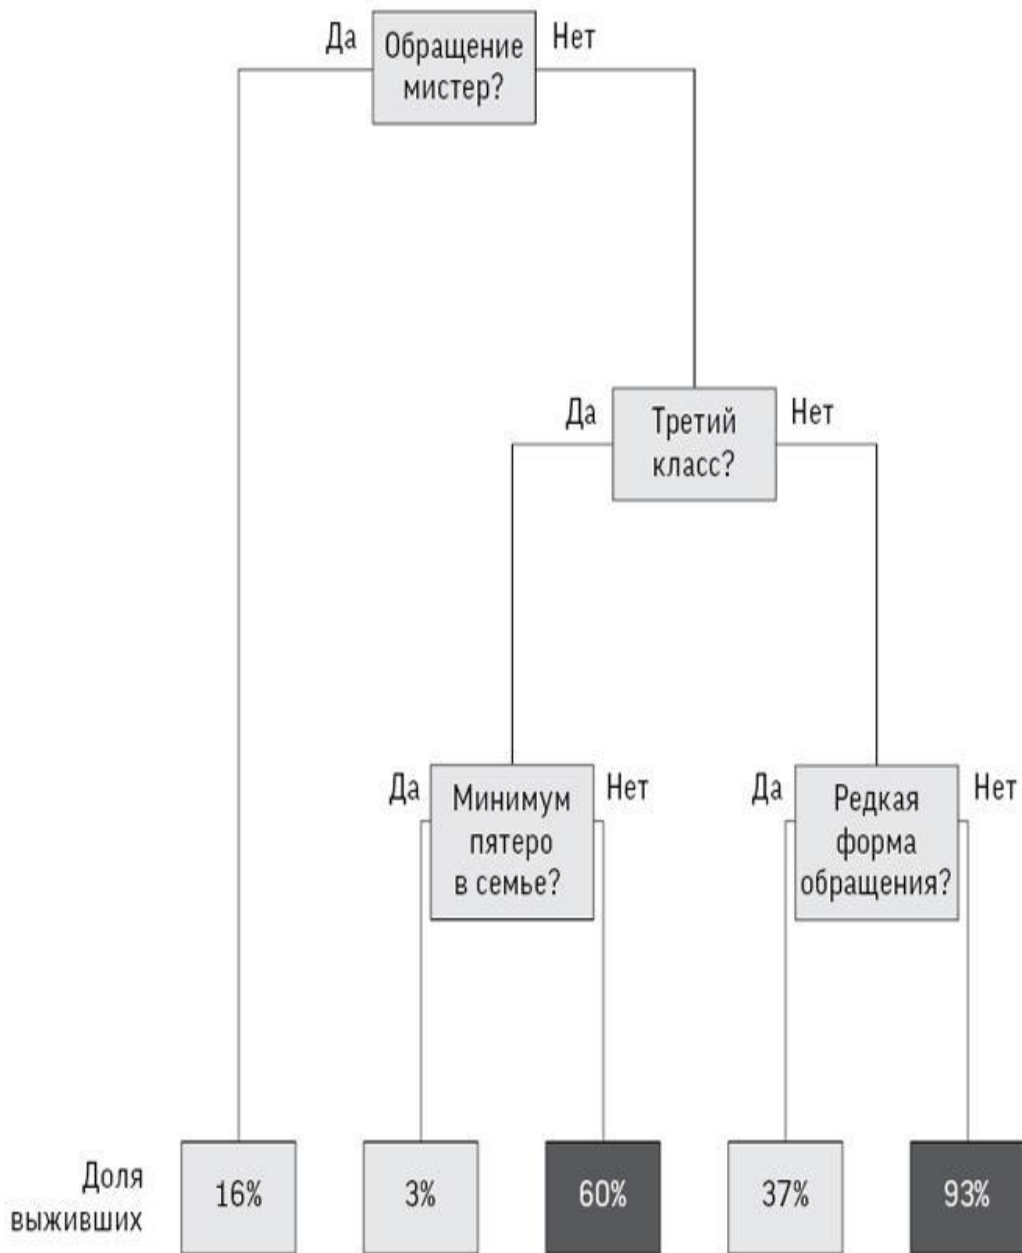 Да
Обращение
мистер?
Нет
Да
Третий
класс?
Нет
Да
Минимум
пятеро
в семье?
Нет
Да
Редкая
форма
обращения?
Нет
Доля
выживших
16%
3%
60%
37%
93%